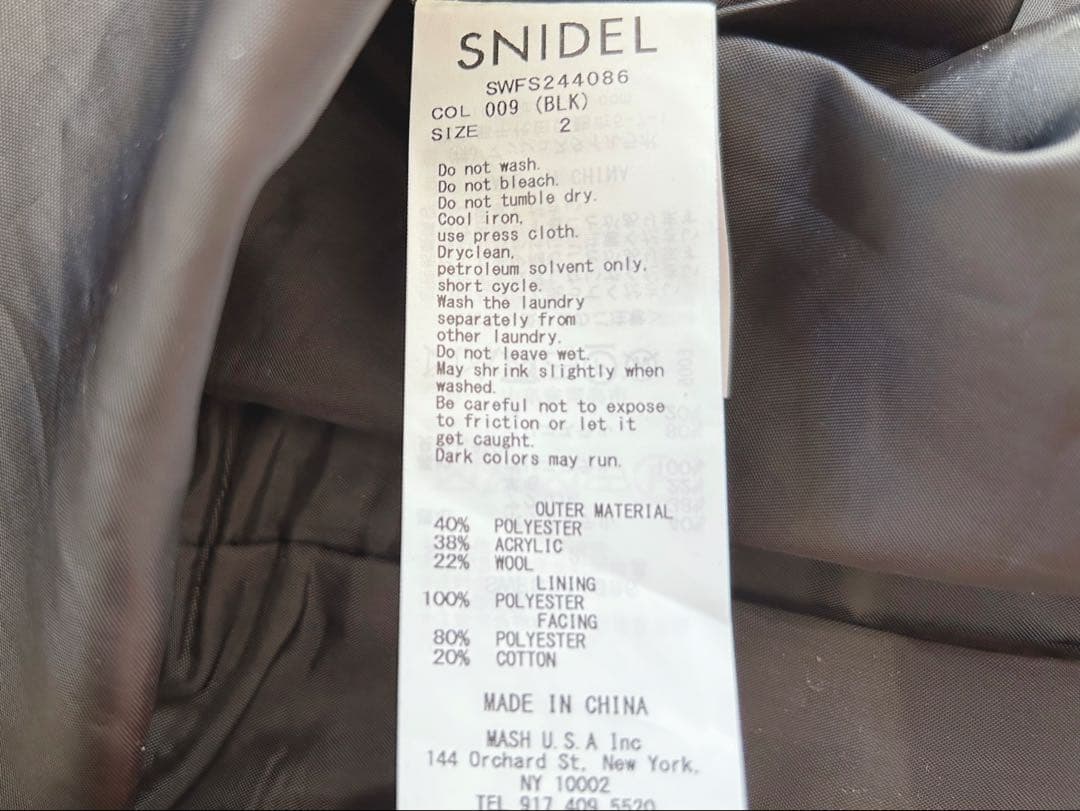 SNIDEL
SWFS244086
COL 009 (BLK)
SIZE 2
Do not wash.
Do not bleach.
Do not tumble dry.
Cool iron,
use press cloth.
Dryclean,
petroleum solvent only,
short cycle.
Wash the laundry
separately from
other laundry.
Do not leave wet.
May shrink slightly when
washed.
Be careful not to expose
to friction or let it
get caught.
Dark colors may run.
OUTER MATERIAL
40% POLYESTER
38% ACRYLIC
22% WOOL
LINING
100% POLYESTER
FACING
80% POLYESTER
20% COTTON
MADE IN CHINA
MASH U.S.A Inc
144 Orchard St, New York,
NY 10002
TEL 917 409 5520